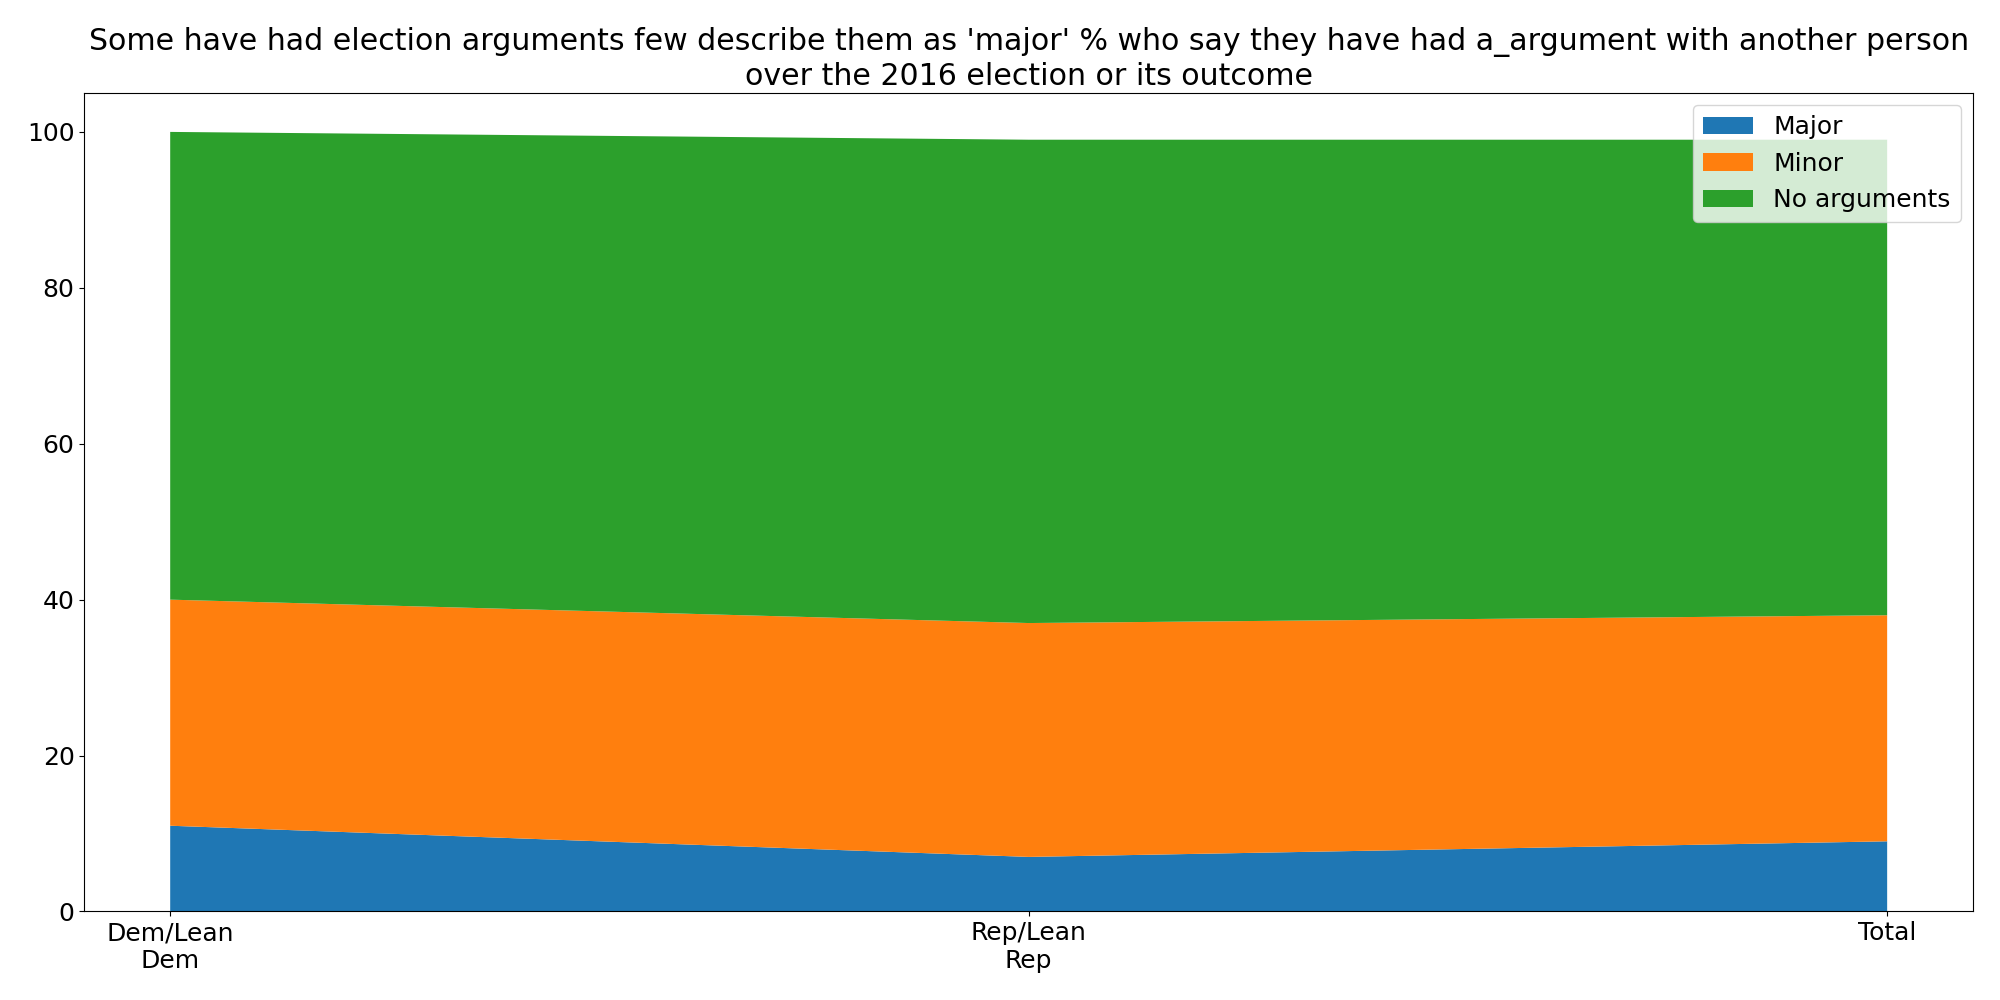 Some have had election arguments few describe them as 'major' % who say they have had a_argument with another person
over the 2016 election or its outcome
100
80
60
40
20
0
Major
Minor
No arguments
Dem/Lean
Dem
Rep/Lean
Rep
Total